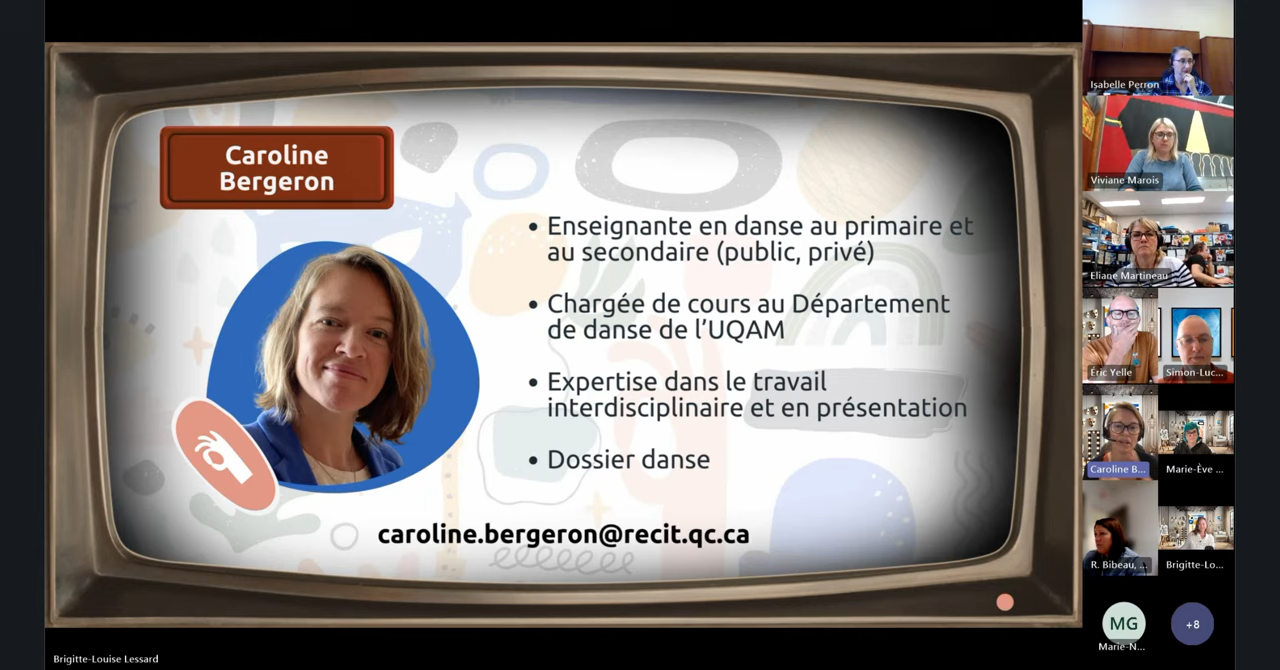 Caroline
Bergeron
• Enseignante en danse au primaire et
au secondaire (public, privé)
• Chargée de cours au Département
de danse de l’UQAM
• Expertise dans le travail
interdisciplinaire et en présentation
• Dossier danse
caroline.bergeron@recit.qc.ca
Brigitte-Louise Lessard
Isabelle Perron
Viviane Marois
Eliane Martineau
Éric Yelle
Simon-Luc...
Caroline B...
Marie-Ève ...
R. Bibeau, ...
Brigitte-Lo...
MG
Marie-N...
+8